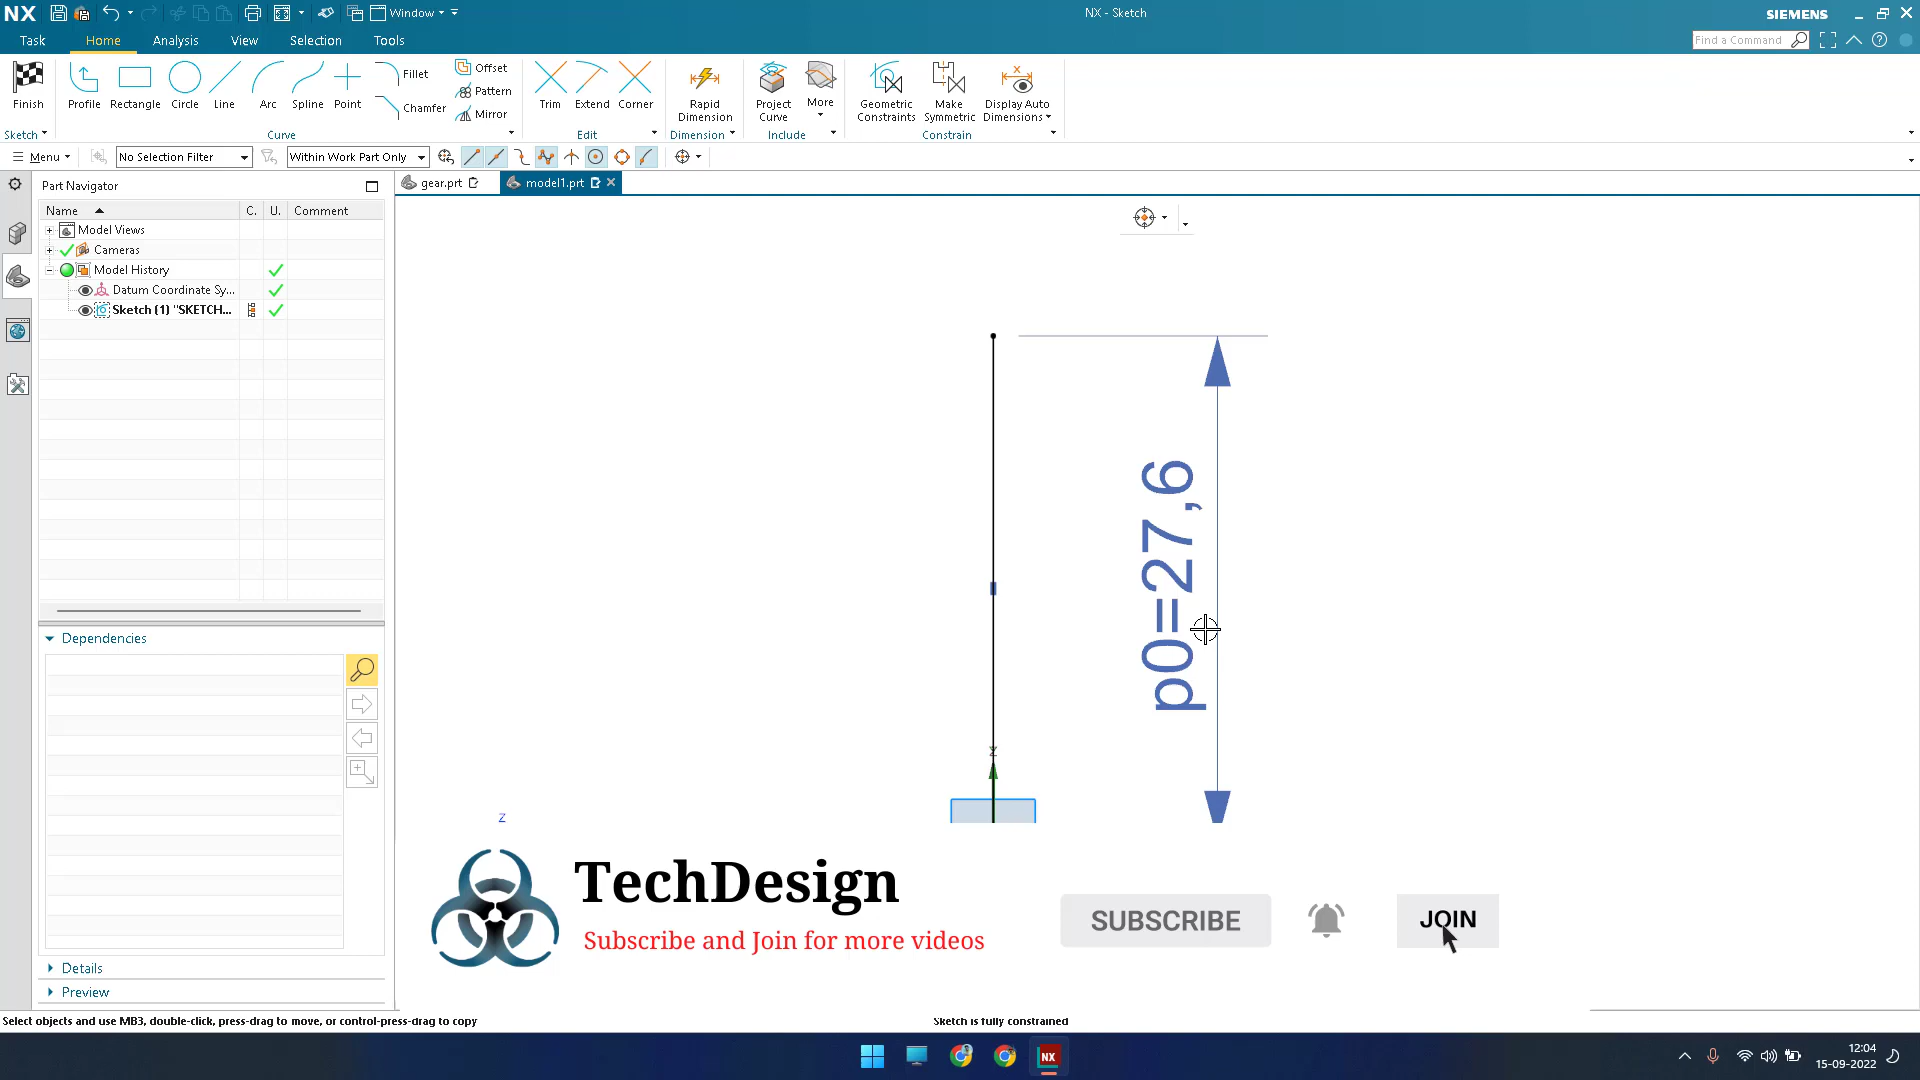 NX
Window
NX - Sketch
SIEMENS
Task
Home
Analysis
View
Selection
Tools
Find a Command
Finish
Profile
Rectangle
Circle
Line
Arc
Spline
Point
Fillet
Chamfer
Offset
Pattern
Mirror
Trim
Extend
Corner
Rapid
Dimension
Project
Curve
More
Geometric
Constraints
Make
Symmetric
Display Auto
Dimensions
Sketch
Curve
Edit
Dimension
Include
Constrain
Menu
No Selection Filter
Within Work Part Only
Part Navigator
gear.prt
model1.prt
Name
C.
U.
Comment
Model Views
Cameras
Model History
Datum Coordinate Sy...
Sketch (1) "SKETCH...
p0=27,6
Y
Z
Dependencies
Details
Preview
TechDesign
Subscribe and Join for more videos
SUBSCRIBE
JOIN
Select objects and use MB3, double-click, press-drag to move, or control-press-drag to copy
Sketch is fully constrained
NX
12:04
15-09-2022